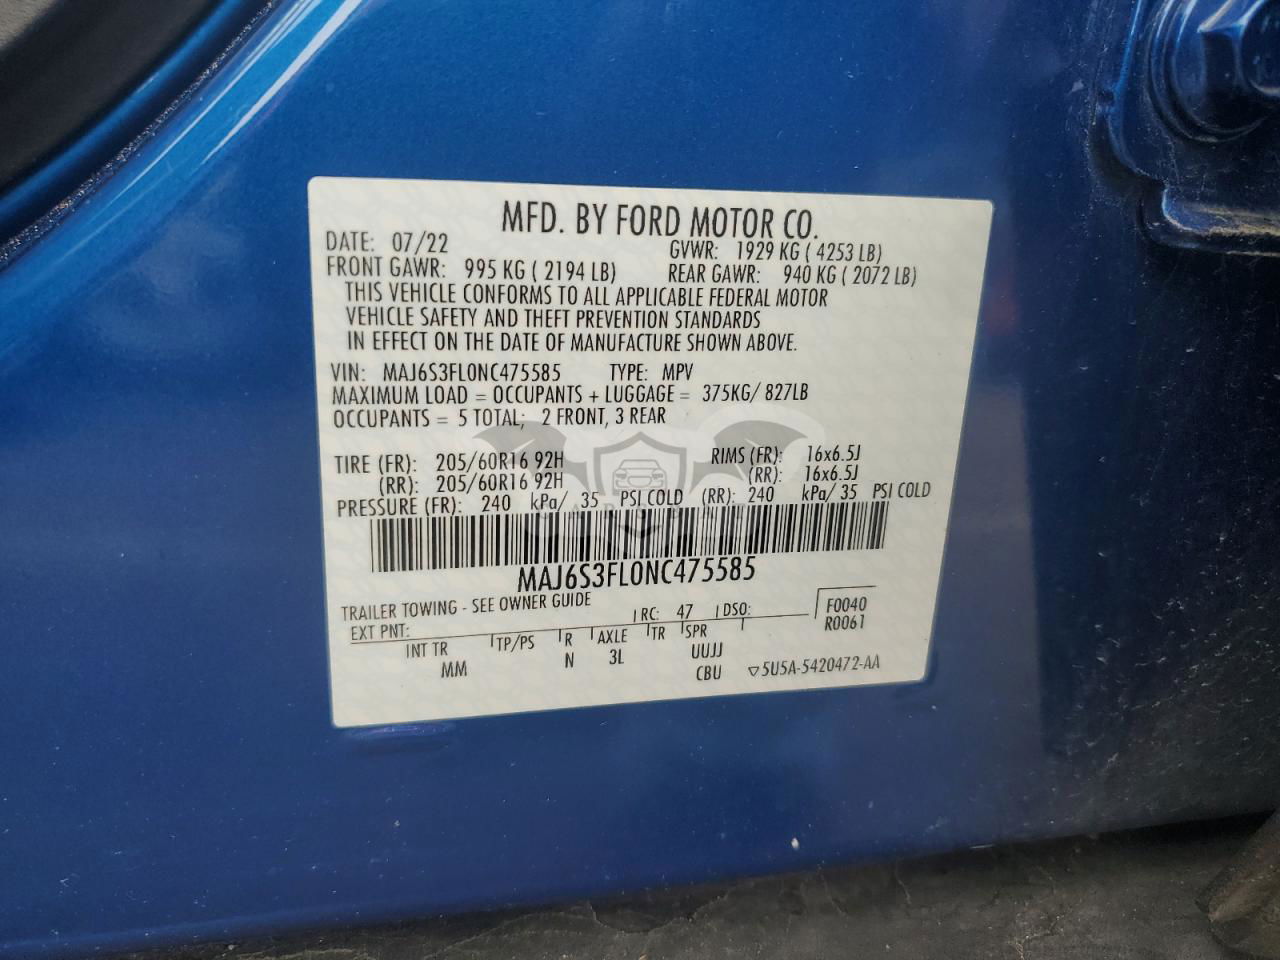 MFD. BY FORD MOTOR CO.
DATE: 07/22 GVWR: 1929 KG ( 4253 LB)
FRONT GAWR: 995 KG ( 2194 LB) REAR GAWR: 940 KG ( 2072 LB)
THIS VEHICLE CONFORMS TO ALL APPLICABLE FEDERAL MOTOR
VEHICLE SAFETY AND THEFT PREVENTION STANDARDS
IN EFFECT ON THE DATE OF MANUFACTURE SHOWN ABOVE.
VIN: MAJ6S3FL0NC475585 TYPE: MPV
MAXIMUM LOAD = OCCUPANTS + LUGGAGE = 375KG/ 827LB
OCCUPANTS = 5 TOTAL; 2 FRONT, 3 REAR
TIRE (FR): 205/60R16 92H RIMS (FR): 16x6.5J
(RR): 205/60R16 92H (RR): 16x6.5J
PRESSURE (FR): 240 kPa/ 35 PSI COLD (RR): 240 kPa/ 35 PSI COLD
MAJ6S3FL0NC475585
TRAILER TOWING - SEE OWNER GUIDE
EXT PNT: RC: 47 DSO: F0040
INT TR TP/PS R AXLE TR SPR R0061
MM N 3L UUJJ
CBU 5U5A-5420472-AA